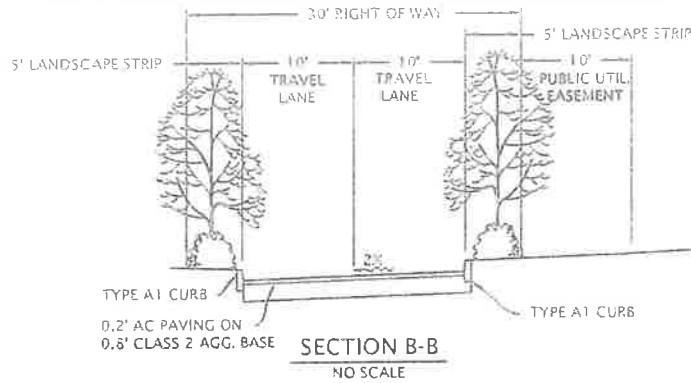 30' RIGHT OF WAY
5' LANDSCAPE STRIP
5' LANDSCAPE STRIP
10'
TRAVEL
LANE
10'
TRAVEL
LANE
10'
PUBLIC UTIL.
EASEMENT
2%
TYPE A1 CURB
TYPE A1 CURB
0.2' AC PAVING ON
0.8' CLASS 2 AGG. BASE
SECTION B-B
NO SCALE